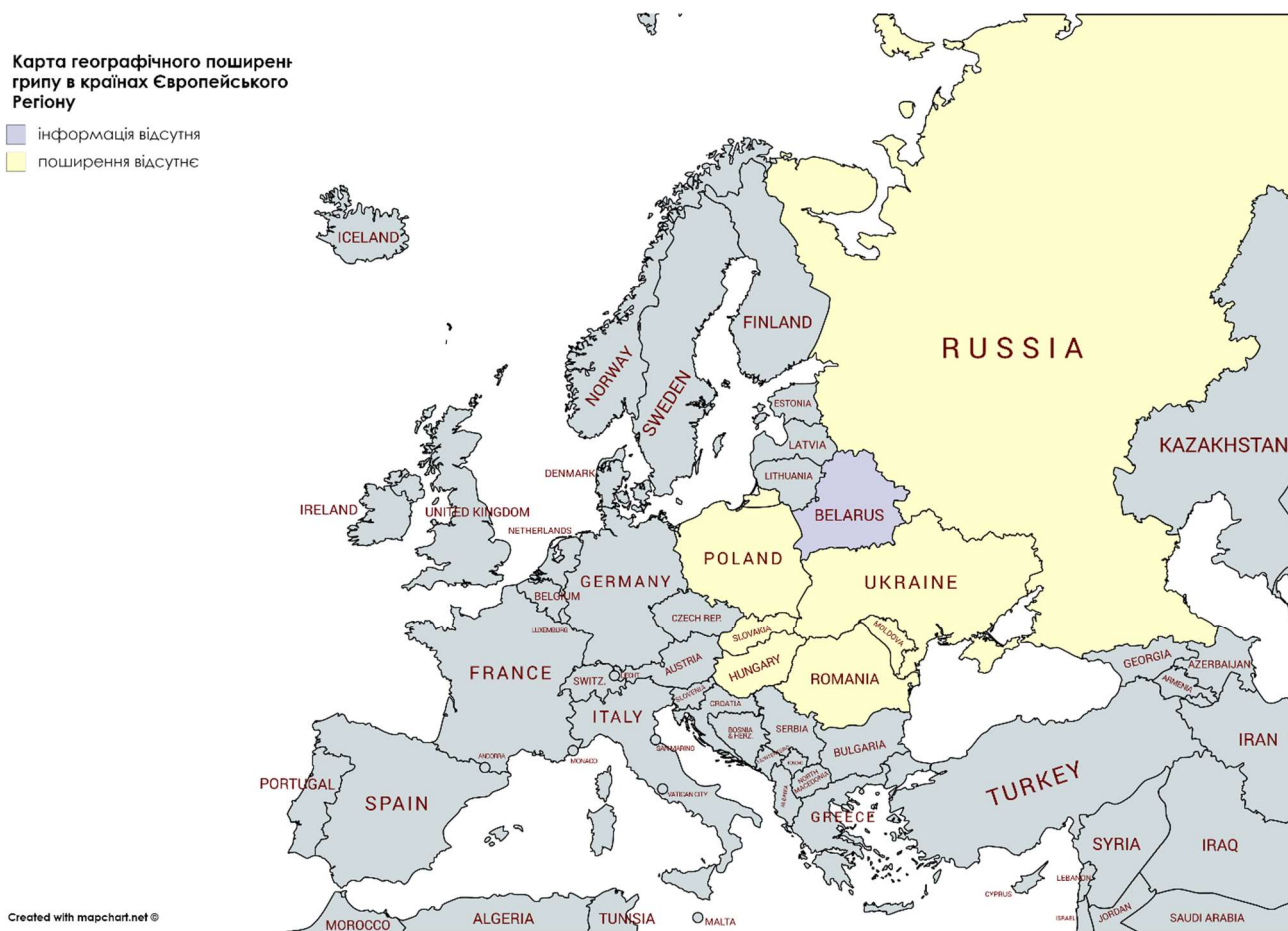 Карта географічного поширенн
грипу в країнах Європейського
Регіону
інформація відсутня
поширення відсутнє
ICELAND
NORWAY
SWEDEN
FINLAND
RUSSIA
ESTONIA
LATVIA
LITHUANIA
KAZAKHSTAN
DENMARK
IRELAND
UNITED KINGDOM
NETHERLANDS
BELARUS
POLAND
GERMANY
UKRAINE
BELGIUM
CZECH REP.
LUXEMBURG
SLOVAKIA
MOLDOVA
FRANCE
SWITZ.
LIECHT.
AUSTRIA
HUNGARY
ROMANIA
GEORGIA
AZERBAIJAN
ARMENIA
SLOVENIA
CROATIA
ITALY
BOSNIA
& HERZ.
SERBIA
BULGARIA
SAN MARINO
MONTENEGRO
NORTH
MACEDONIA
ALBANIA
ANDORRA
MONACO
VATICAN CITY
IRAN
PORTUGAL
SPAIN
GREECE
TURKEY
SYRIA
IRAQ
LEBANON
CYPRUS
ISRAEL
JORDAN
SAUDI ARABIA
MOROCCO
ALGERIA
TUNISIA
MALTA
Created with mapchart.net ©